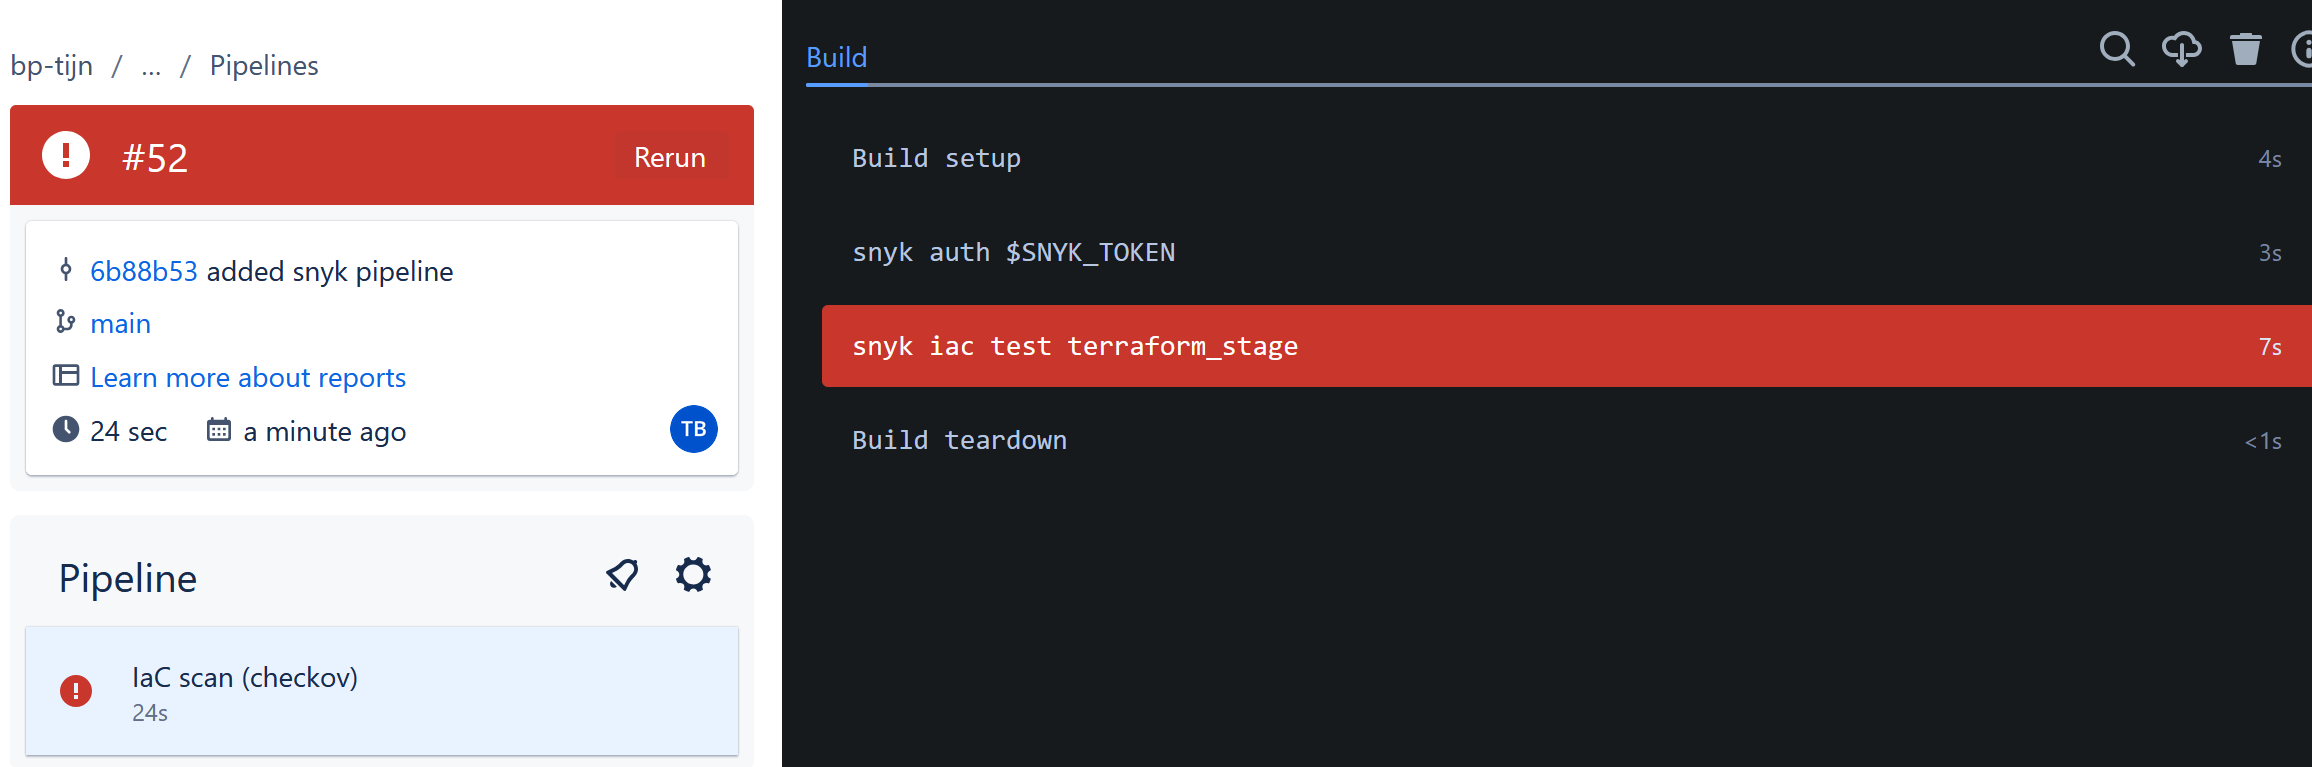 bp-tijn / ... / Pipelines
#52
Rerun
6b88b53 added snyk pipeline
main
Learn more about reports
24 sec a minute ago
TB
Pipeline
IaC scan (checkov)
24s
Build
Build setup 4s
snyk auth $SNYK_TOKEN 3s
snyk iac test terraform_stage 7s
Build teardown <1s